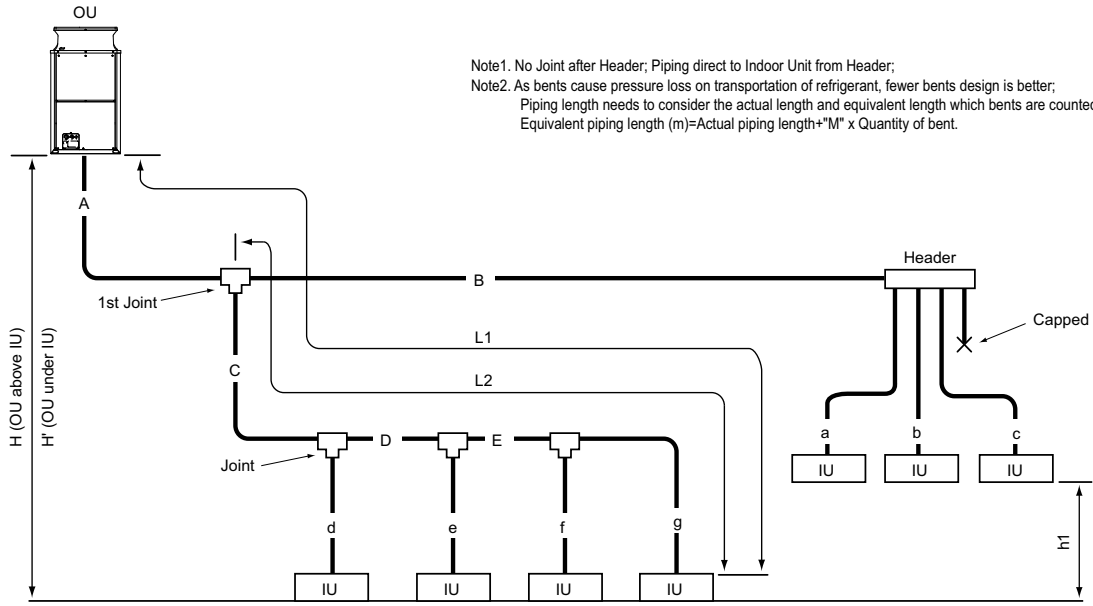 OU
Note1. No Joint after Header; Piping direct to Indoor Unit from Header;
Note2. As bents cause pressure loss on transportation of refrigerant, fewer bents design is better;
Piping length needs to consider the actual length and equivalent length which bents are counted
Equivalent piping length (m)=Actual piping length+"M" x Quantity of bent.
A
Header
B
1st Joint
Capped
L1
H (OU above IU)
H' (OU under IU)
C
L2
a
b
c
D
E
Joint
IU
IU
IU
d
e
f
g
h1
IU
IU
IU
IU